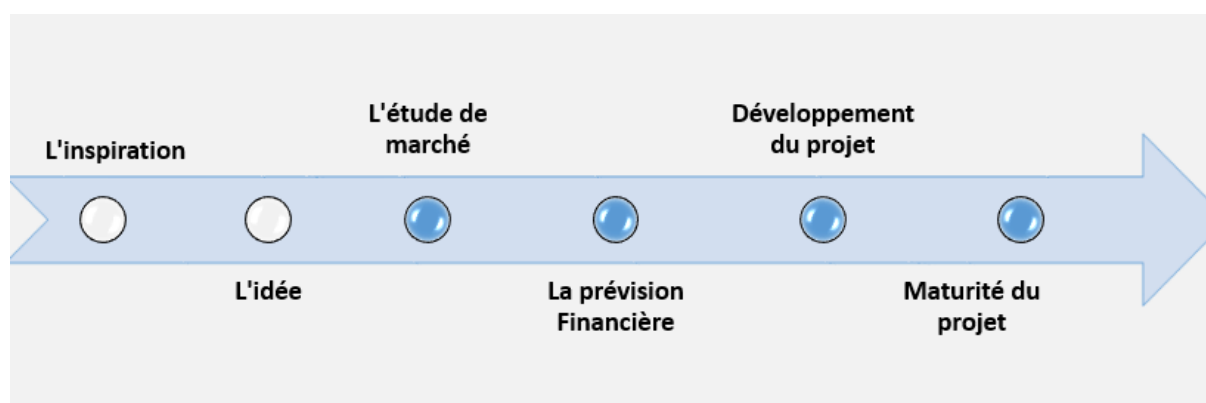 L'inspiration
L'idée
L'étude de
marché
La prévision
Financière
Développement
du projet
Maturité du
projet